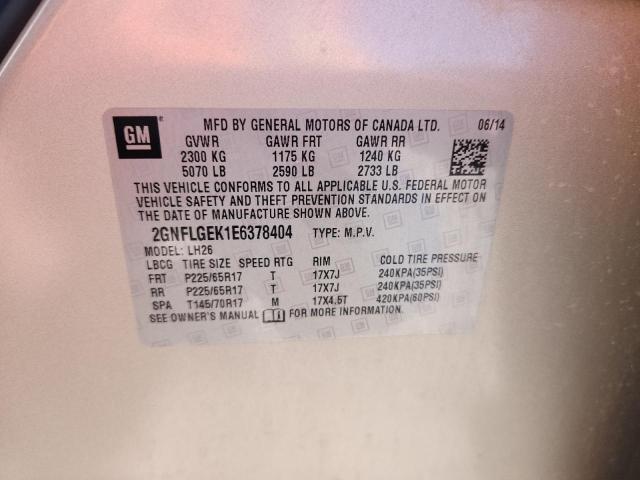 GM
MFD BY GENERAL MOTORS OF CANADA LTD. 06/14
GVWR GAWR FRT GAWR RR
2300 KG 1175 KG 1240 KG
5070 LB 2590 LB 2733 LB
THIS VEHICLE CONFORMS TO ALL APPLICABLE U.S. FEDERAL MOTOR
VEHICLE SAFETY AND THEFT PREVENTION STANDARDS IN EFFECT ON
THE DATE OF MANUFACTURE SHOWN ABOVE.
2GNFLGEK1E6378404 TYPE: M.P.V.
MODEL: LH26
LBCG TIRE SIZE SPEED RTG RIM COLD TIRE PRESSURE
FRT P225/65R17 T 17X7J 240KPA(35PSI)
RR P225/65R17 T 17X7J 240KPA(35PSI)
SPA T145/70R17 M 17X4.5T 420KPA(60PSI)
SEE OWNER'S MANUAL FOR MORE INFORMATION.